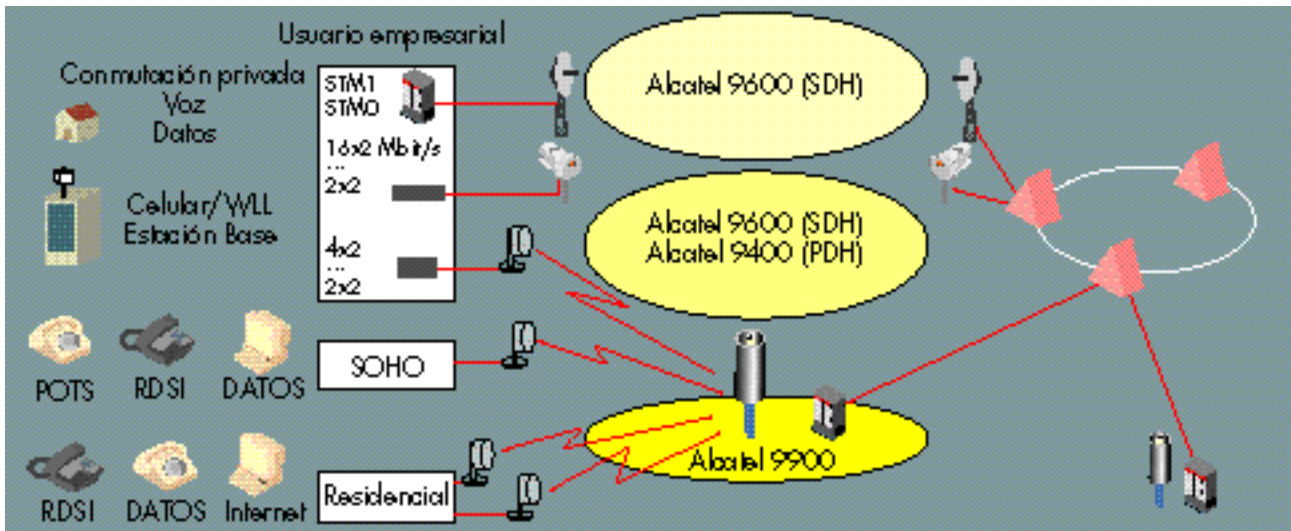 Usuario empresarial
Conmutación privada
Voz
Datos
STM1
STM0
16x2 Mbit/s
...
2x2
Celular/WLL
Estación Base
4x2
...
2x2
Alcatel 9600 (SDH)
Alcatel 9600 (SDH)
Alcatel 9400 (PDH)
POTS
RDSI
DATOS
SOHO
Alcatel 9900
RDSI
DATOS
Internet
Residencial